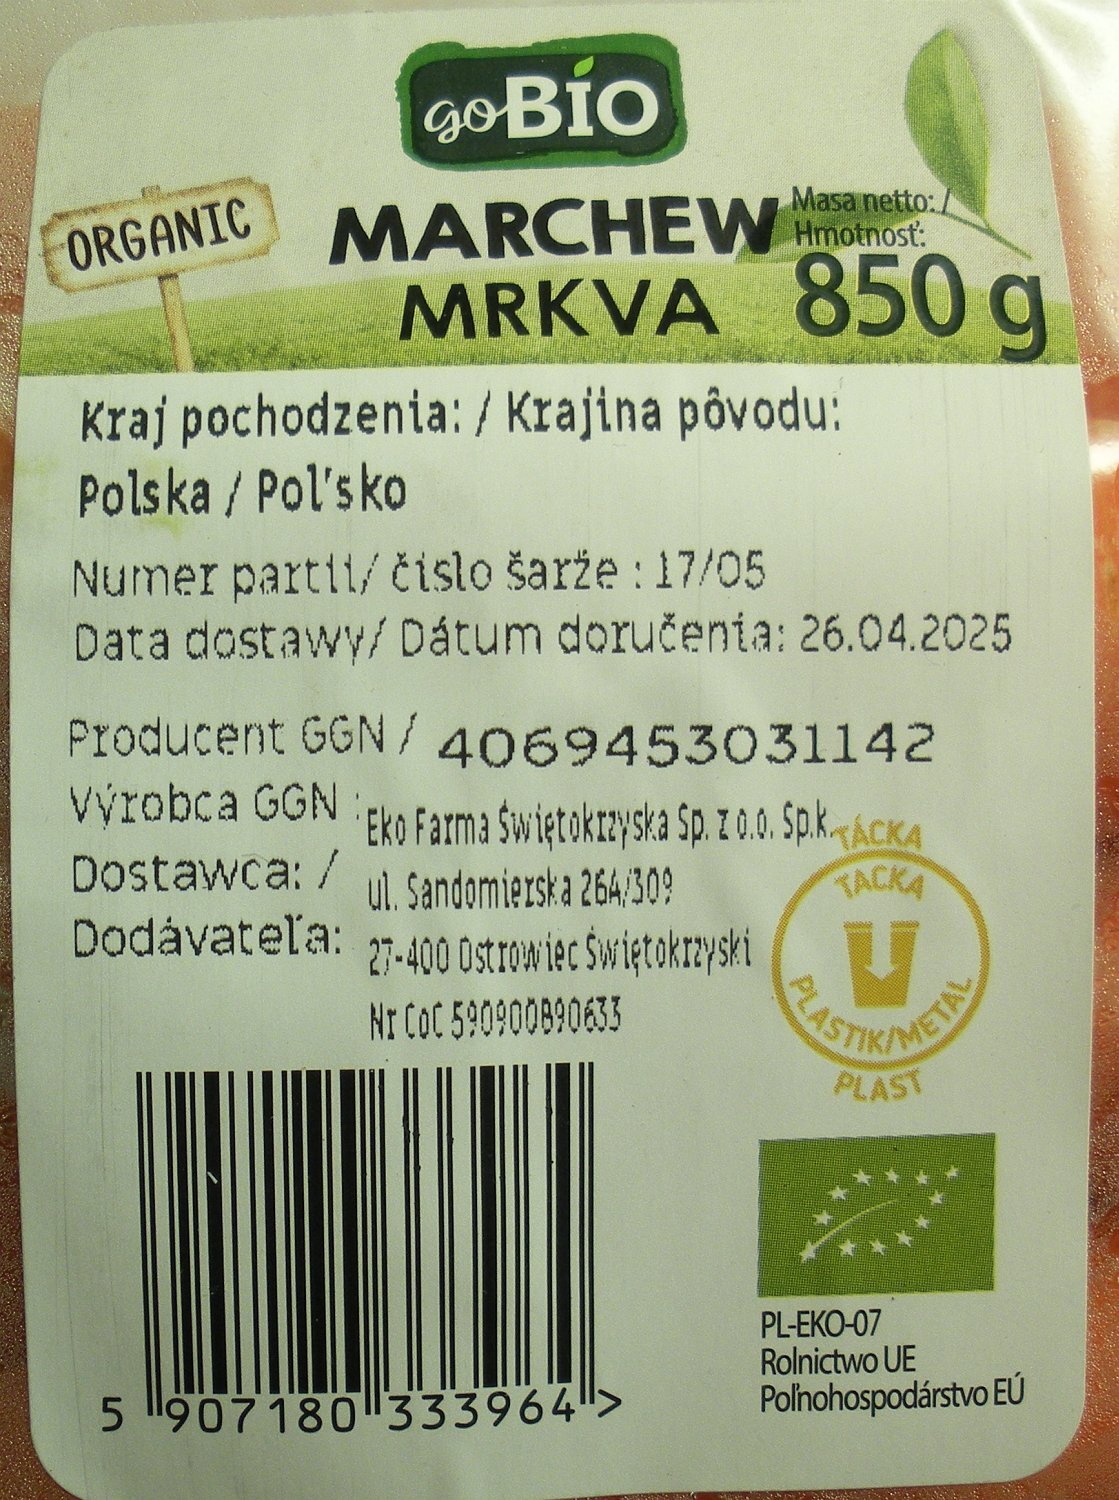 goBIO
ORGANIC
MARCHEW
MRKVA
Masa netto: /
Hmotnosť:
850 g
Kraj pochodzenia: / Krajina pôvodu:
Polska / Poľsko
Numer partii/ čislo šarže : 17/05
Data dostawy/ Dátum doručenia: 26.04.2025
Producent GGN / 4069453031142
Výrobca GGN :
Dostawca: /
Dodávateľa:
Eko Farma Świętokrzyska Sp. z o.o. Sp.k.
ul. Sandomierska 26A/309
27-400 Ostrowiec Świętokrzyski
Nr CoC 590900890633
TÁCKA
TACKA
PLASTIK/METAL
PLAST
5 907180 333964 >
PL-EKO-07
Rolnictwo UE
Poľnohospodárstvo EÚ